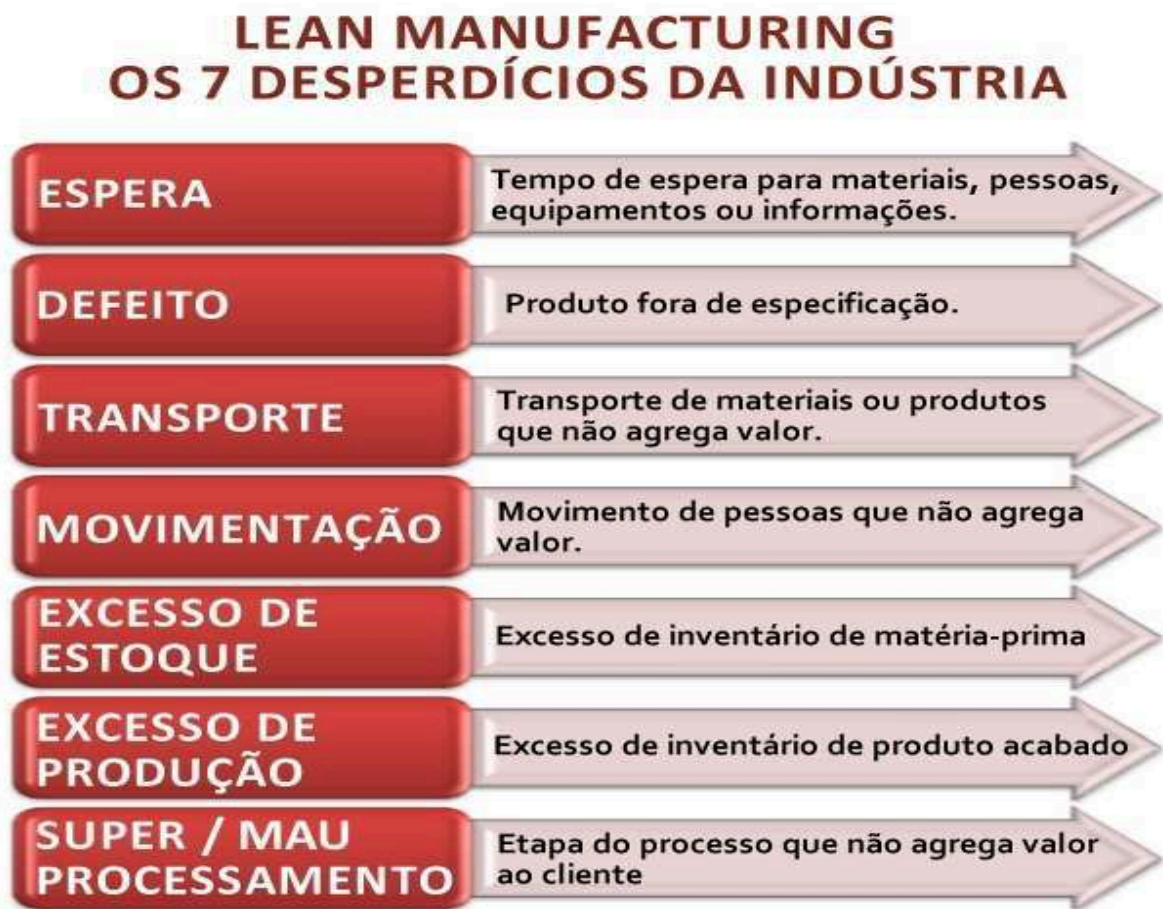 LEAN MANUFACTURING
OS 7 DESPERDÍCIOS DA INDÚSTRIA
ESPERA
Tempo de espera para materiais, pessoas,
equipamentos ou informações.
DEFEITO
Produto fora de especificação.
TRANSPORTE
Transporte de materiais ou produtos
que não agrega valor.
MOVIMENTAÇÃO
Movimento de pessoas que não agrega
valor.
EXCESSO DE
ESTOQUE
Excesso de inventário de matéria-prima
EXCESSO DE
PRODUÇÃO
Excesso de inventário de produto acabado
SUPER / MAU
PROCESSAMENTO
Etapa do processo que não agrega valor
ao cliente